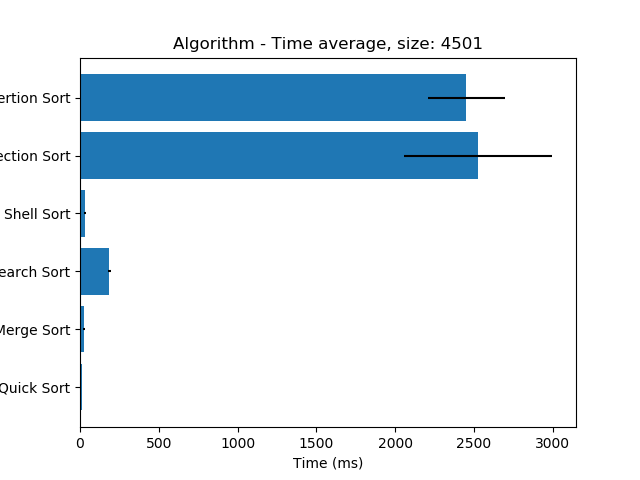 Algorithm - Time average, size: 4501
ertion Sort
ection Sort
Shell Sort
earch Sort
Merge Sort
Quick Sort
0 500 1000 1500 2000 2500 3000
Time (ms)